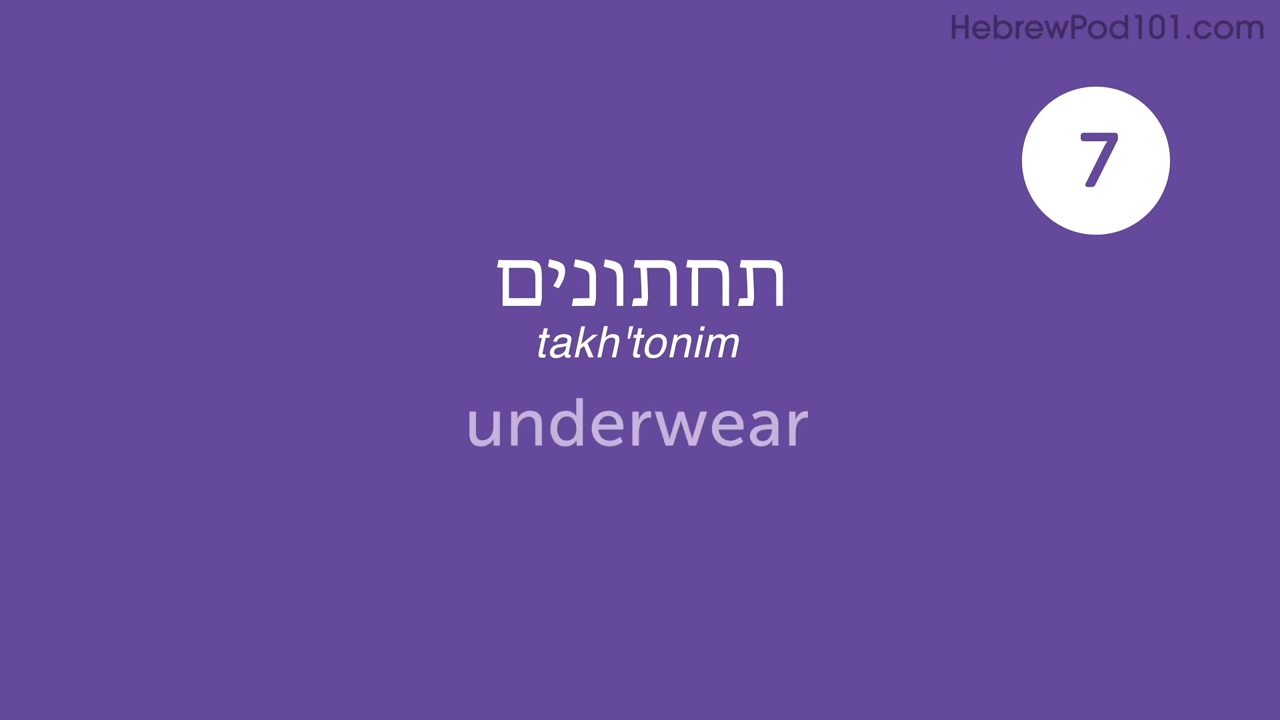 HebrewPod101.com
7
תחתונים
takh'tonim
underwear